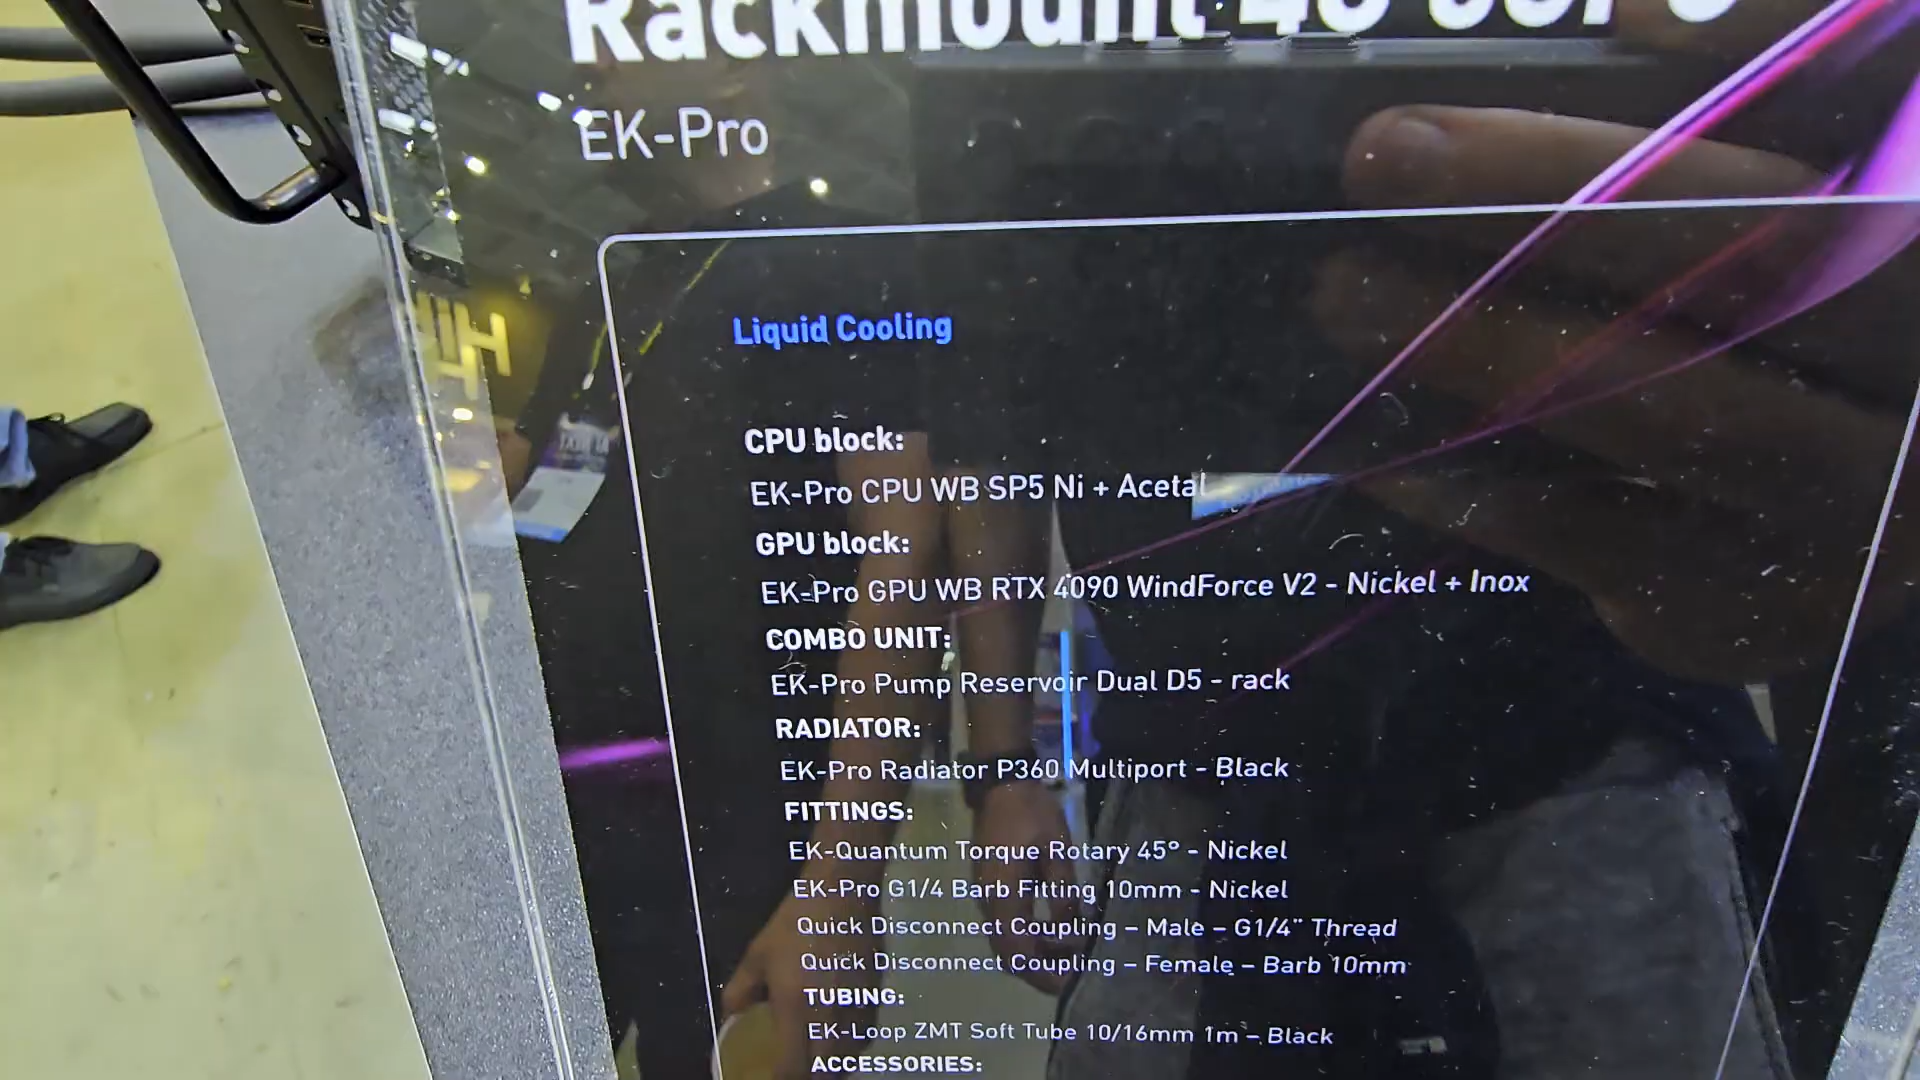 Rackmount
EK-Pro
Liquid Cooling
CPU block:
EK-Pro CPU WB SP5 Ni + Acetal
GPU block:
EK-Pro GPU WB RTX 4090 WindForce V2 - Nickel + Inox
COMBO UNIT:
EK-Pro Pump Reservoir Dual D5 - rack
RADIATOR:
EK-Pro Radiator P360 Multiport - Black
FITTINGS:
EK-Quantum Torque Rotary 45° - Nickel
EK-Pro G1/4 Barb Fitting 10mm - Nickel
Quick Disconnect Coupling – Male – G1/4" Thread
Quick Disconnect Coupling – Female – Barb 10mm
TUBING:
EK-Loop ZMT Soft Tube 10/16mm 1m – Black
ACCESSORIES: